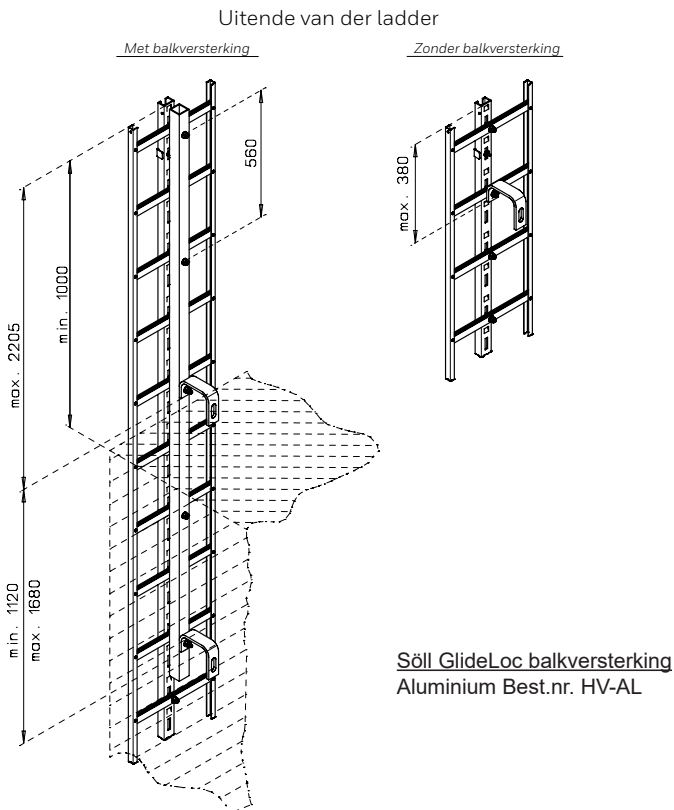 Uitende van der ladder
Met balkversterking
Zonder balkversterking
560
max. 380
min. 1000
max. 2205
min. 1120
max. 1680
Söll GlideLoc balkversterking
Aluminium Best.nr. HV-AL